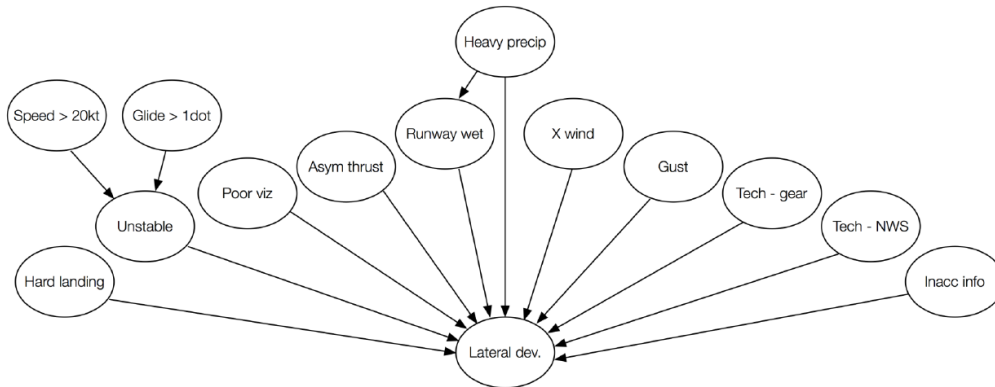 Heavy precip
Speed > 20kt
Glide > 1dot
Runway wet
X wind
Asym thrust
Gust
Poor viz
Tech - gear
Unstable
Tech - NWS
Hard landing
Inacc info
Lateral dev.